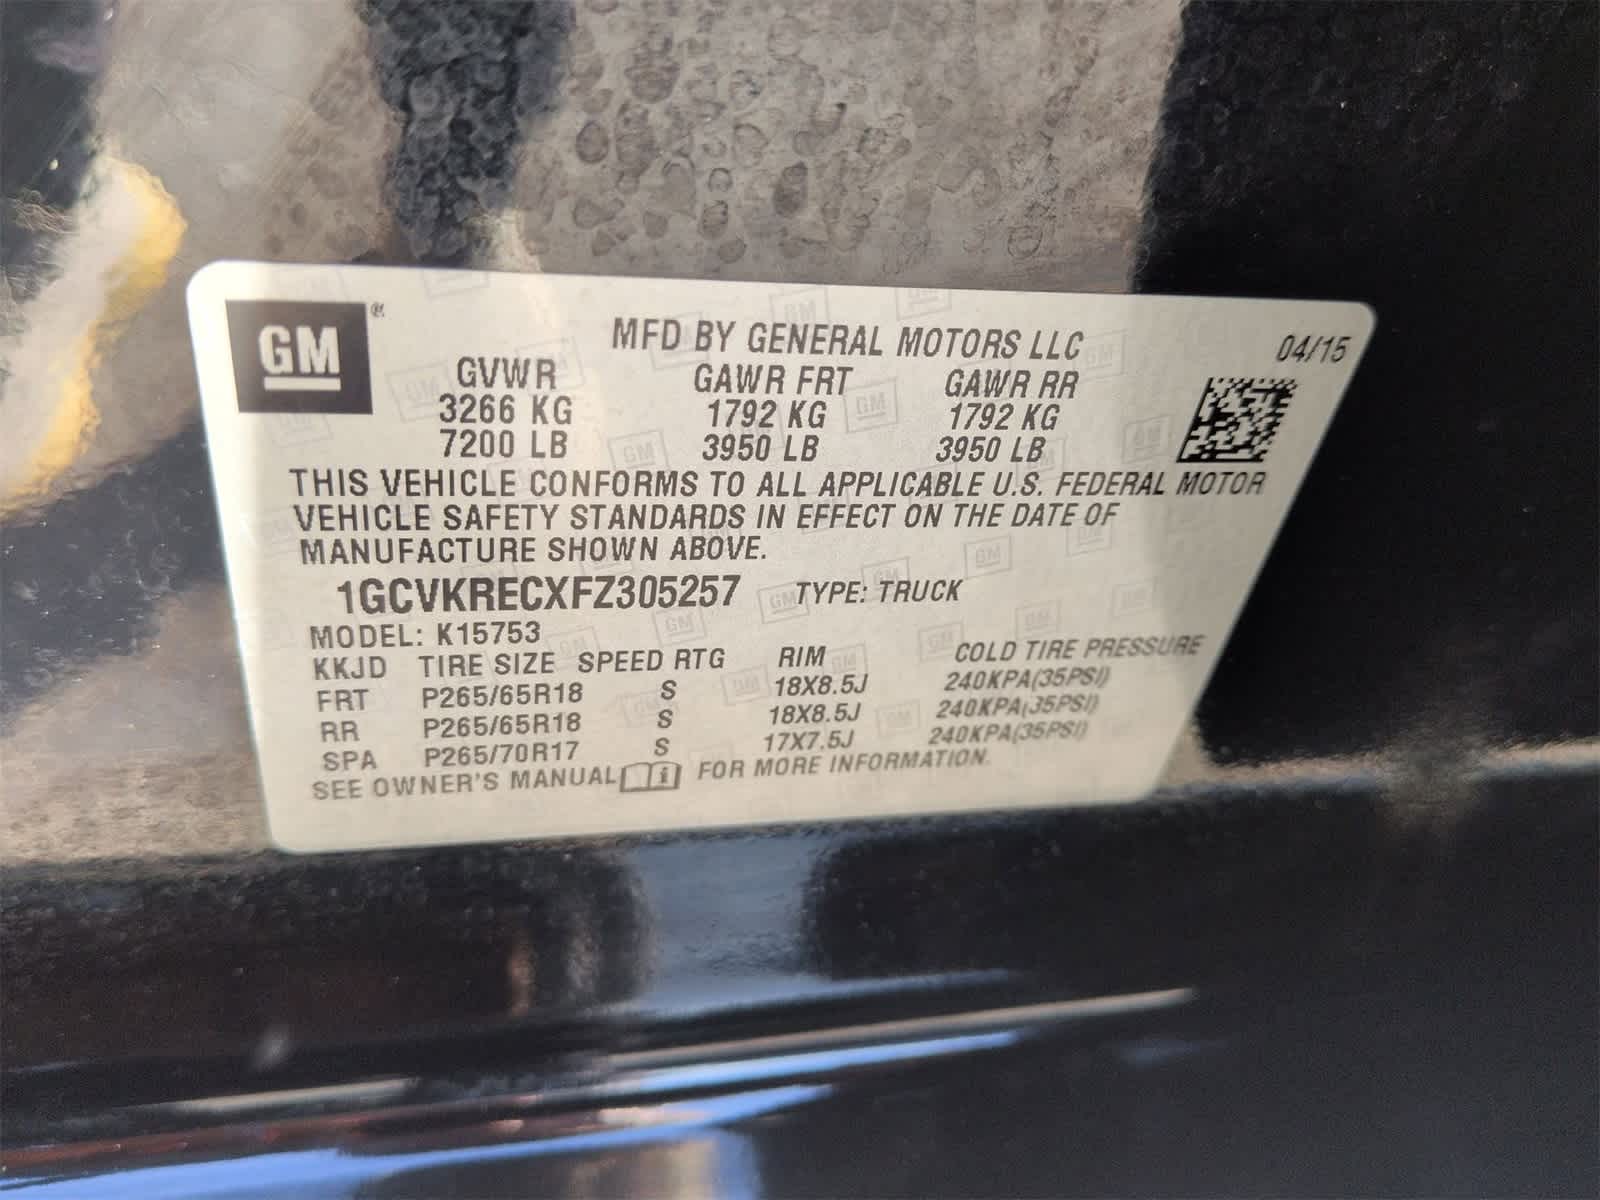 GM®
MFD BY GENERAL MOTORS LLC 04/15
GVWR GAWR FRT GAWR RR
3266 KG 1792 KG 1792 KG
7200 LB 3950 LB 3950 LB
THIS VEHICLE CONFORMS TO ALL APPLICABLE U.S. FEDERAL MOTOR
VEHICLE SAFETY STANDARDS IN EFFECT ON THE DATE OF
MANUFACTURE SHOWN ABOVE.
1GCVKRECXFZ305257 TYPE: TRUCK
MODEL: K15753
KKJD TIRE SIZE SPEED RTG RIM COLD TIRE PRESSURE
FRT P265/65R18 S 18X8.5J 240KPA(35PSI)
RR P265/65R18 S 18X8.5J 240KPA(35PSI)
SPA P265/70R17 S 17X7.5J 240KPA(35PSI)
SEE OWNER'S MANUAL FOR MORE INFORMATION.